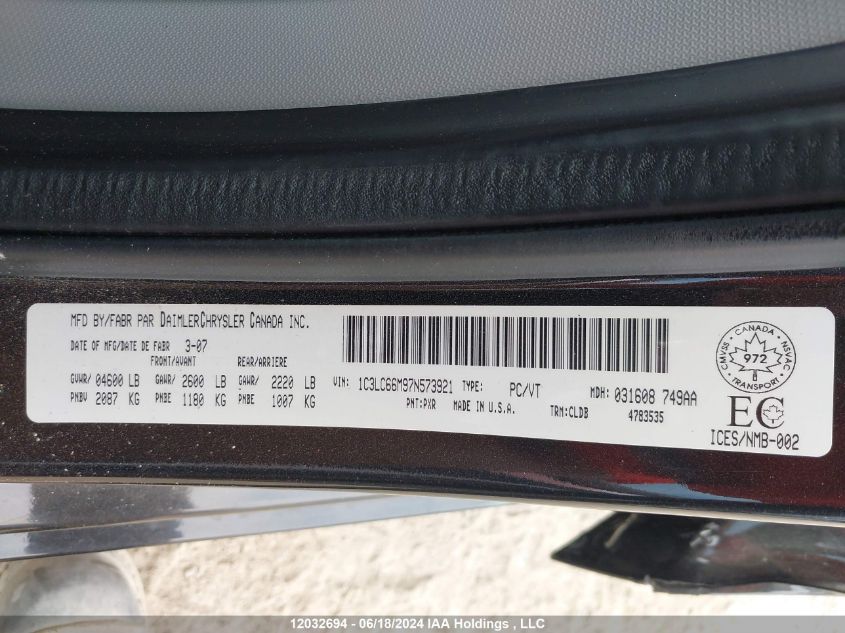 MFD BY/FABR PAR DAIMLERCHRYSLER CANADA INC.
DATE OF MFG/DATE DE FABR 3-07
FRONT/AVANT REAR/ARRIERE
GVWR/04600 LB GAWR/ 2600 LB GAWR/ 2220 LB
PNBV 2087 KG PNBE 1180 KG PNBE 1007 KG
VIN: 1C3LC66M97N573921 TYPE: PC/VT MDH: 031608 749AA
PNT:PXR MADE IN U.S.A. TRM:CLDB 4783535
CANADA
CMVSS NSVAC
972
8
TRANSPORT
EC
ICES/NMB-002
12032694 - 06/18/2024 IAA Holdings , LLC